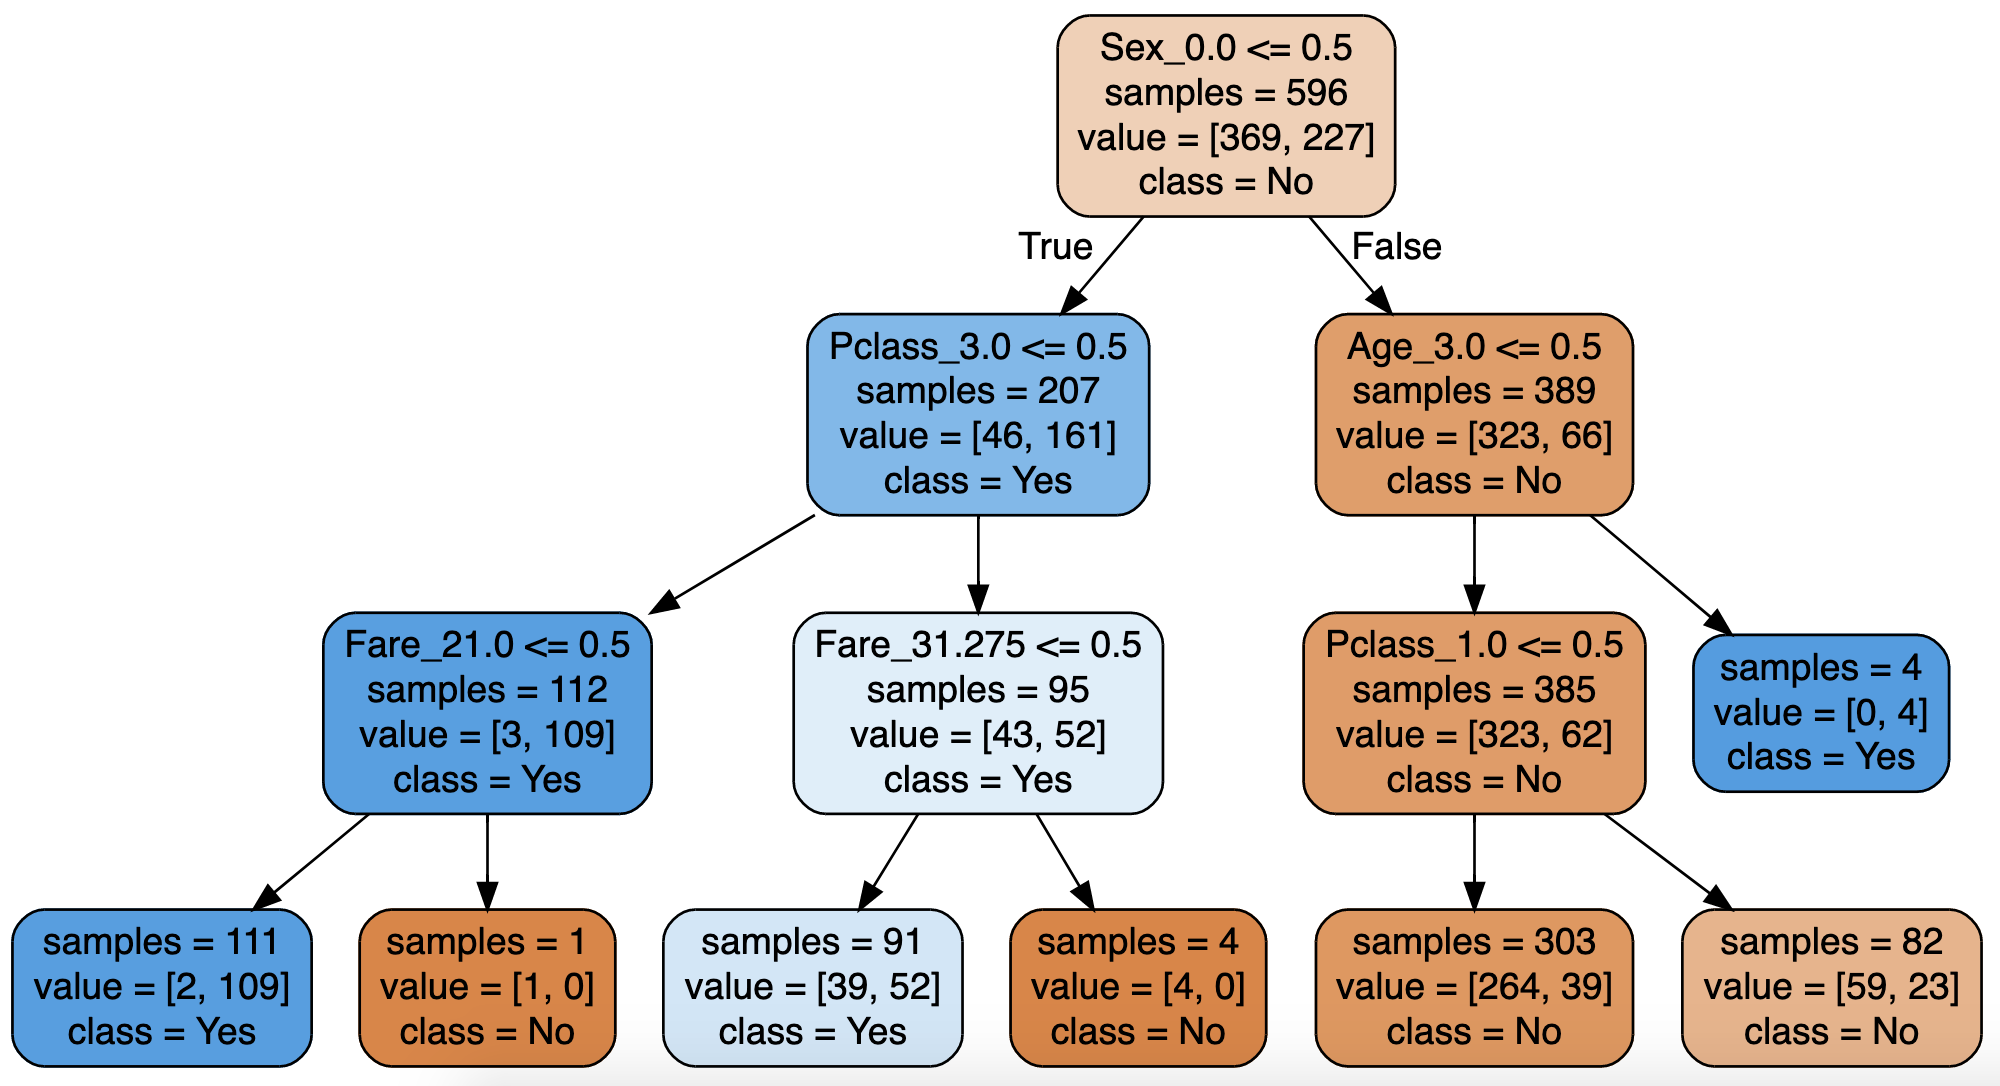 Sex_0.0 <= 0.5
samples = 596
value = [369, 227]
class = No
True
False
Pclass_3.0 <= 0.5
samples = 207
value = [46, 161]
class = Yes
Age_3.0 <= 0.5
samples = 389
value = [323, 66]
class = No
Fare_21.0 <= 0.5
samples = 112
value = [3, 109]
class = Yes
Fare_31.275 <= 0.5
samples = 95
value = [43, 52]
class = Yes
Pclass_1.0 <= 0.5
samples = 385
value = [323, 62]
class = No
samples = 4
value = [0, 4]
class = Yes
samples = 111
value = [2, 109]
class = Yes
samples = 1
value = [1, 0]
class = No
samples = 91
value = [39, 52]
class = Yes
samples = 4
value = [4, 0]
class = No
samples = 303
value = [264, 39]
class = No
samples = 82
value = [59, 23]
class = No